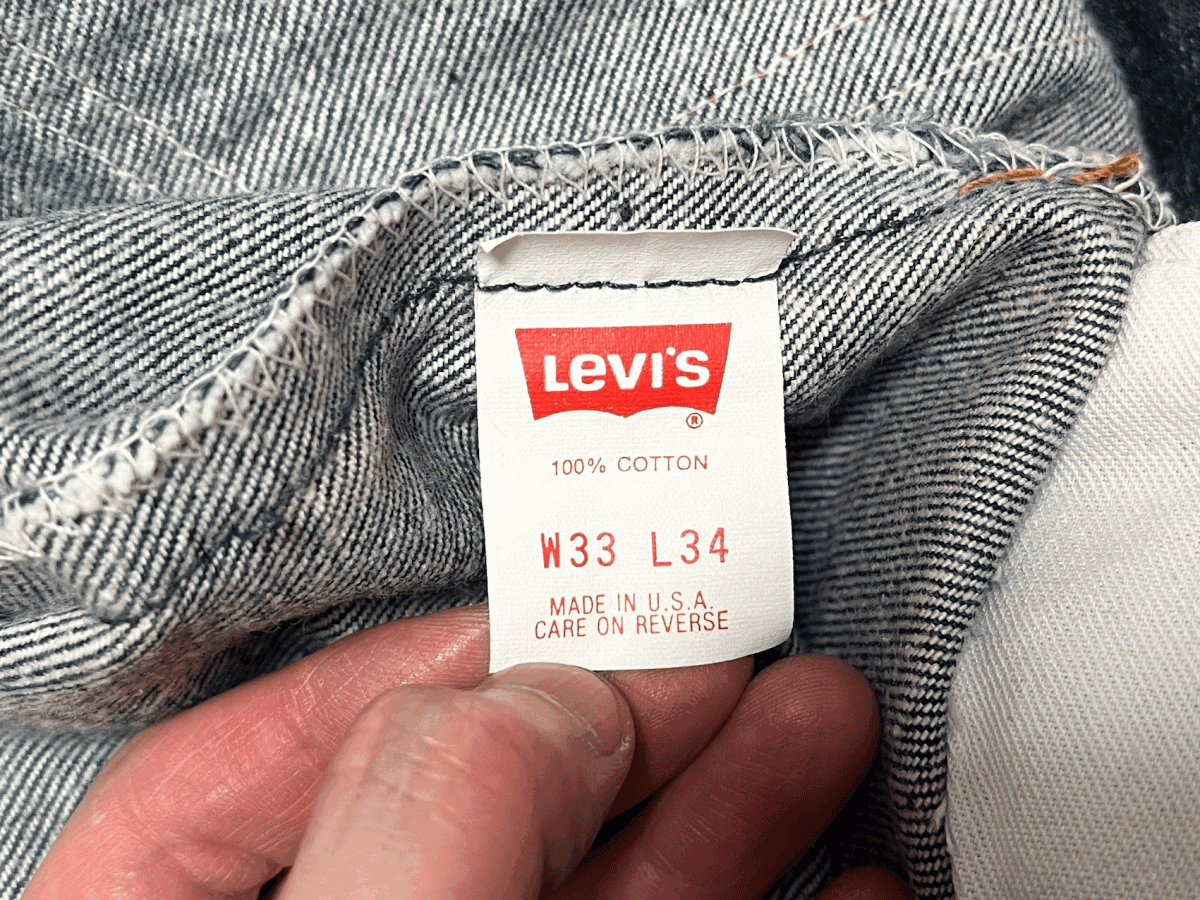 LEVI'S
®
100% COTTON
W33 L34
MADE IN U.S.A.
CARE ON REVERSE